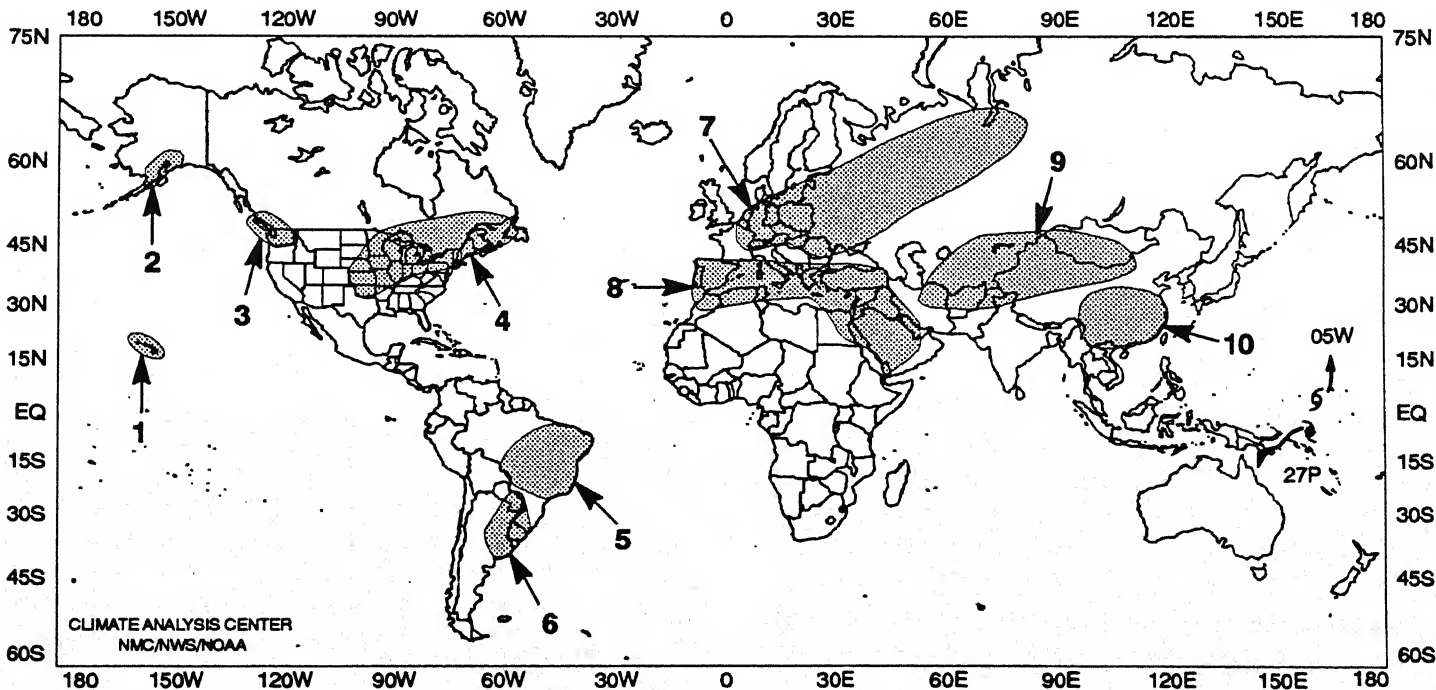 180 150W 120W 90W 60W 30W 0 30E 60E 90E 120E 150E 180
75N 75N
60N 60N
7
9
45N 45N
2
8
30N 30N
3
4
10
05W
15N 15N
1
EQ EQ
15S 15S
27P
30S 30S
5
45S 45S
6
CLIMATE ANALYSIS CENTER
NMC/NWS/NOAA
60S 60S
180 150W 120W 90W 60W 30W 0 30E 60E 90E 120E 150E 180